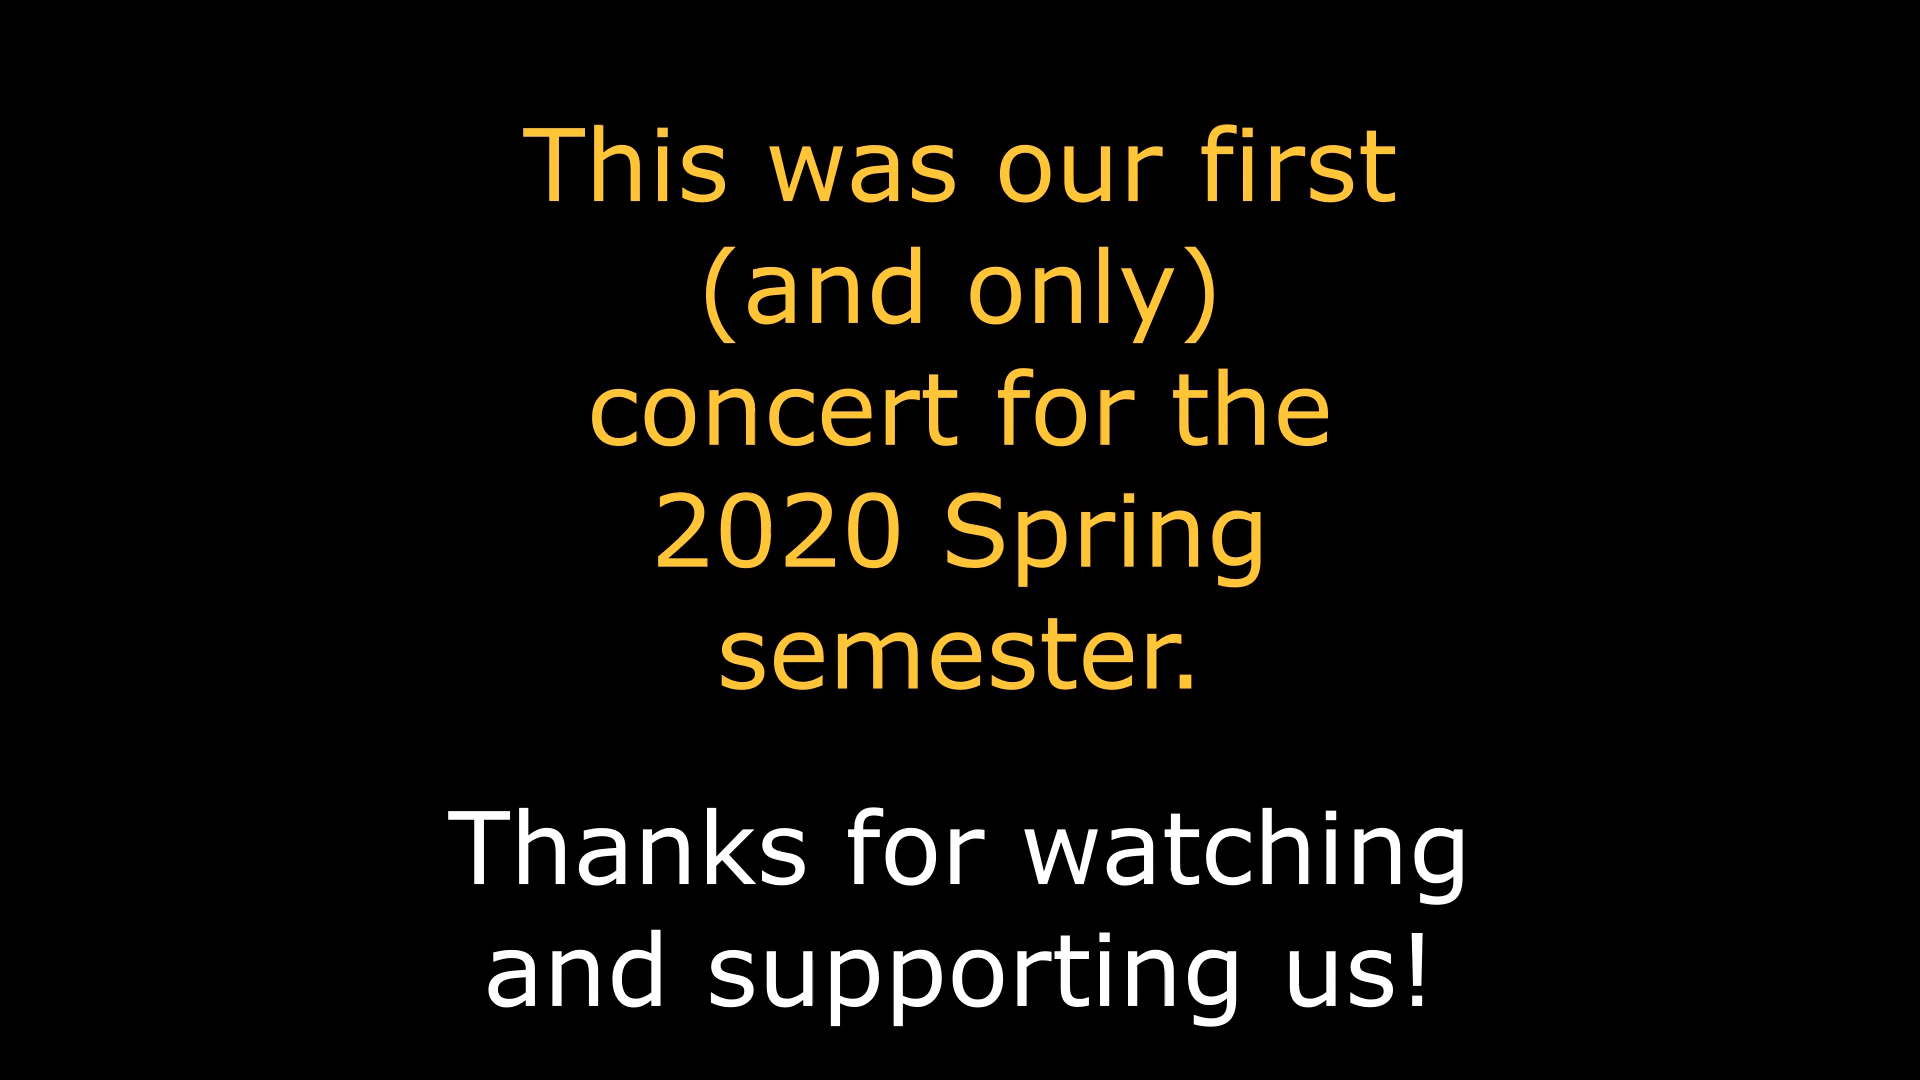 This was our first
(and only)
concert for the
2020 Spring
semester.
Thanks for watching
and supporting us!